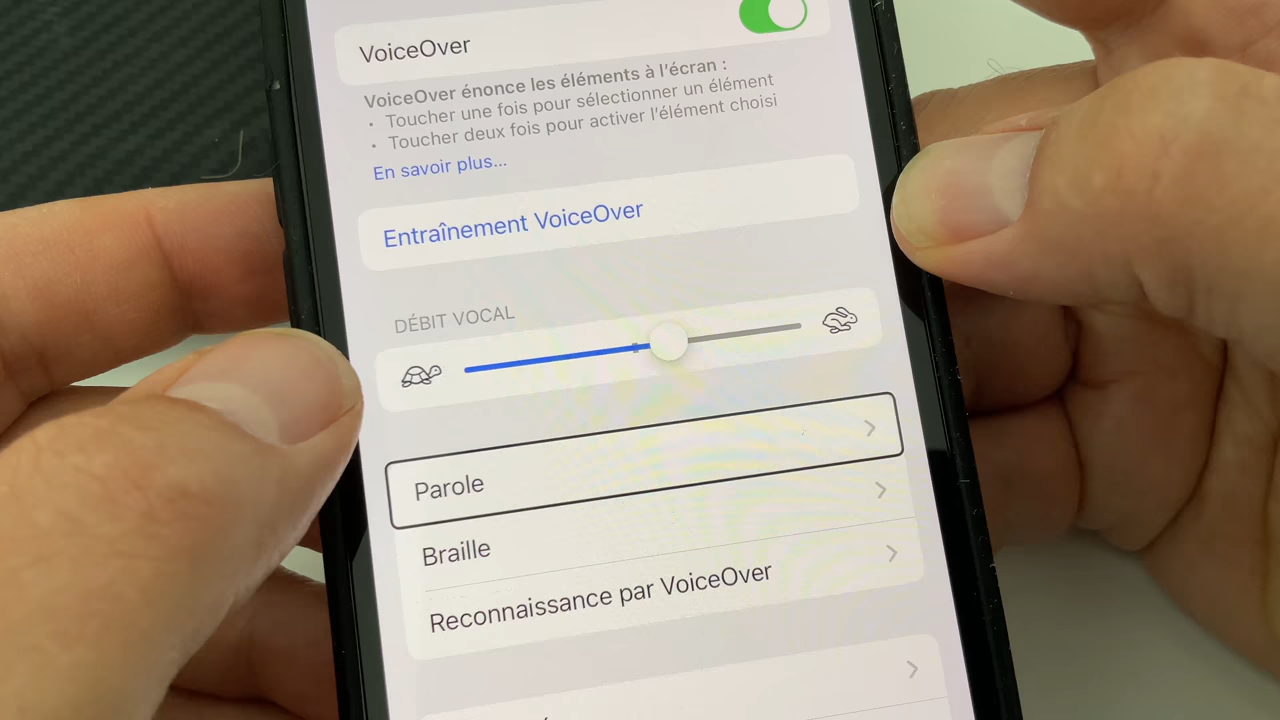 VoiceOver
VoiceOver énonce les éléments à l’écran :
• Toucher une fois pour sélectionner un élément
• Toucher deux fois pour activer l’élément choisi
En savoir plus...
Entraînement VoiceOver
DÉBIT VOCAL
Parole
Braille
Reconnaissance par VoiceOver